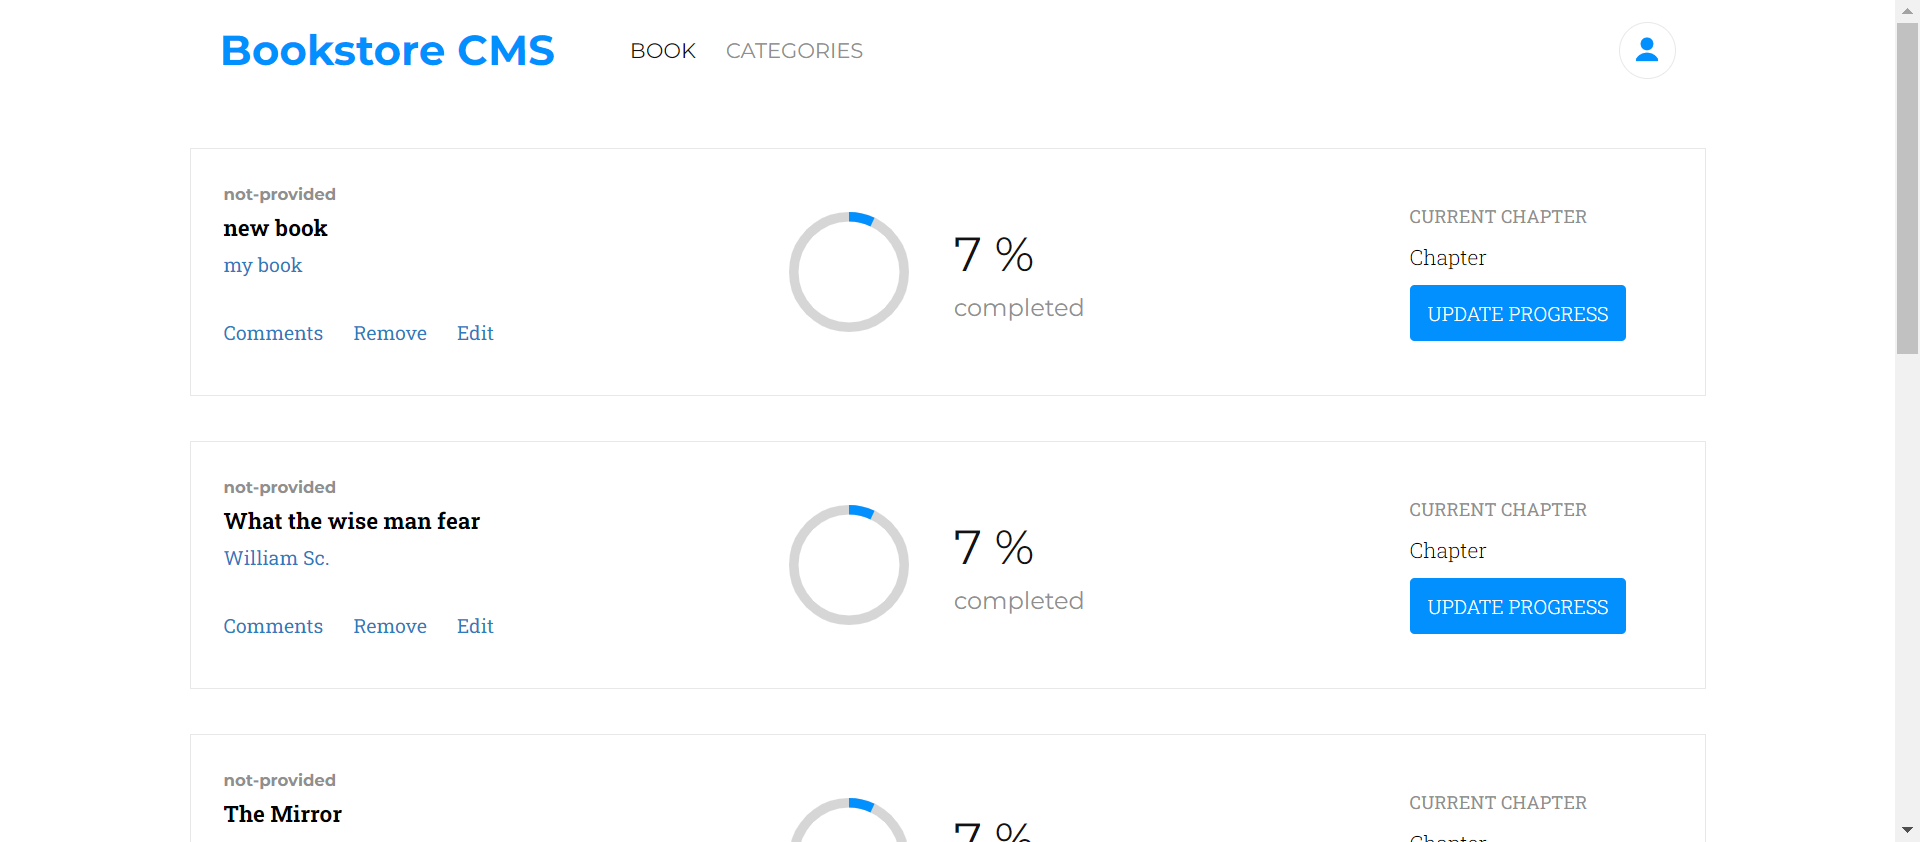 Bookstore CMS BOOK CATEGORIES
not-provided
new book
my book
Comments Remove Edit
7 %
completed
CURRENT CHAPTER
Chapter
UPDATE PROGRESS
not-provided
What the wise man fear
William Sc.
Comments Remove Edit
7 %
completed
CURRENT CHAPTER
Chapter
UPDATE PROGRESS
not-provided
The Mirror
7 %
CURRENT CHAPTER
Chapter